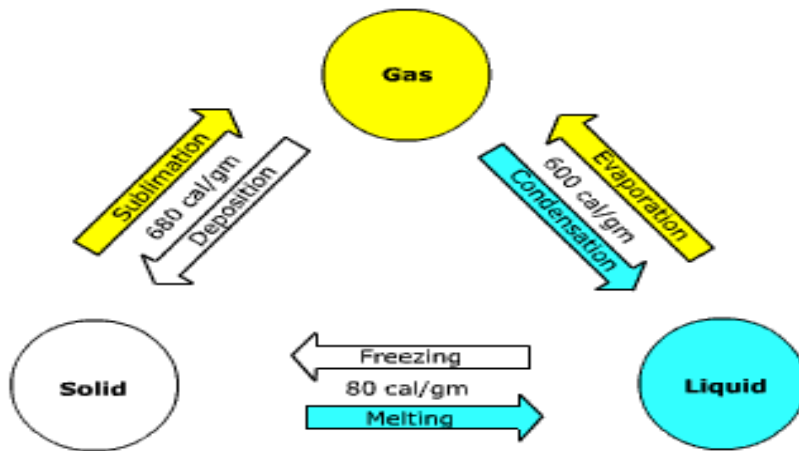 Gas
Sublimation
680 cal/gm
Deposition
Evaporation
600 cal/gm
Condensation
Solid
Freezing
80 cal/gm
Melting
Liquid